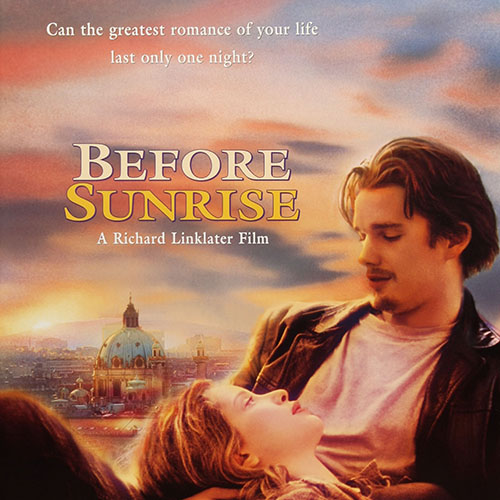 Can the greatest romance of your life
last only one night?
BEFORE
SUNRISE
A Richard Linklater Film